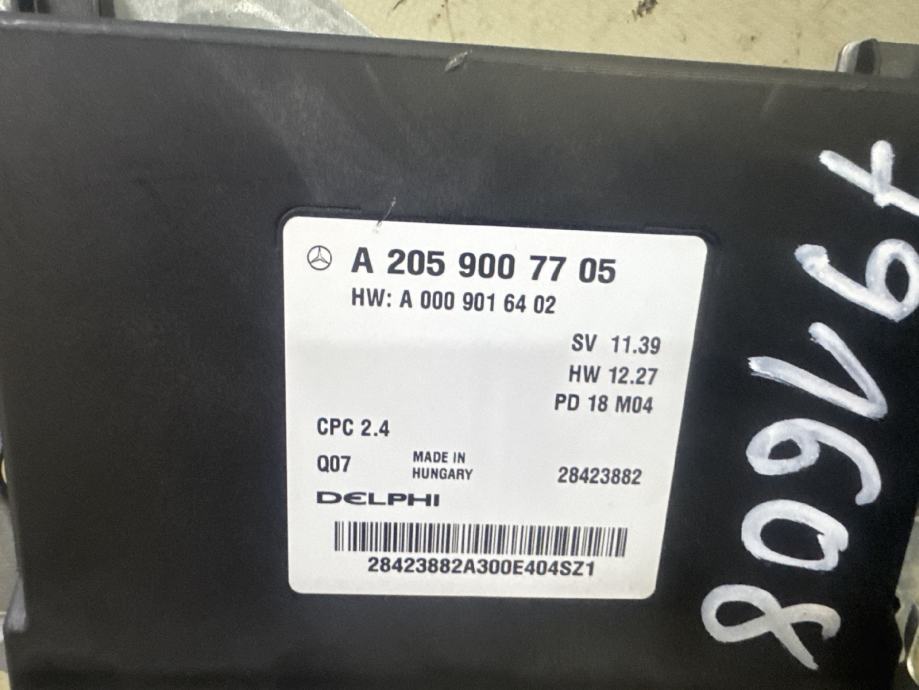 A 205 900 77 05
HW: A 000 901 64 02
SV 11.39
HW 12.27
PD 18 M04
CPC 2.4
Q07
MADE IN
HUNGARY
28423882
DELPHI
28423882A300E404SZ1